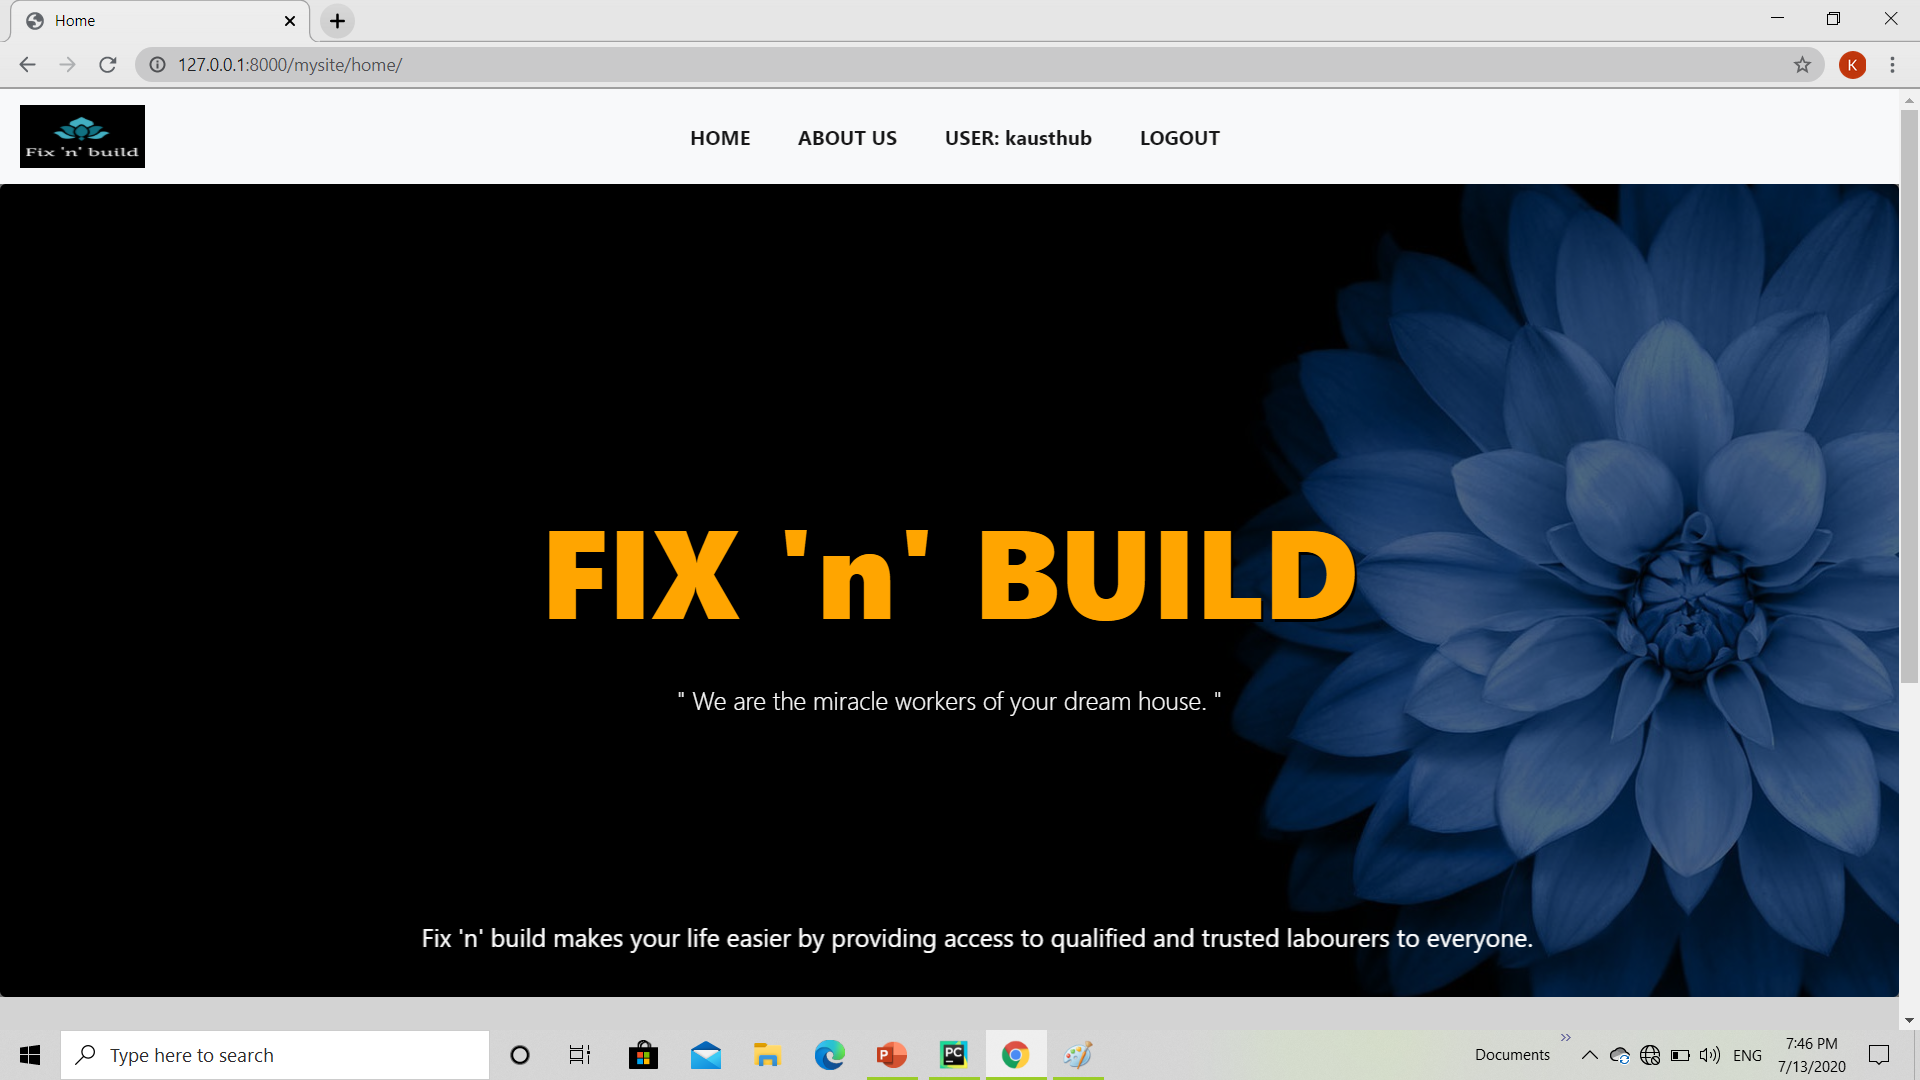 Home
127.0.0.1:8000/mysite/home/
K
Fix 'n' build
HOME ABOUT US USER: kausthub LOGOUT
FIX 'n' BUILD
" We are the miracle workers of your dream house. "
Fix 'n' build makes your life easier by providing access to qualified and trusted labourers to everyone.
Type here to search
P
PC
Documents
ENG
7:46 PM
7/13/2020